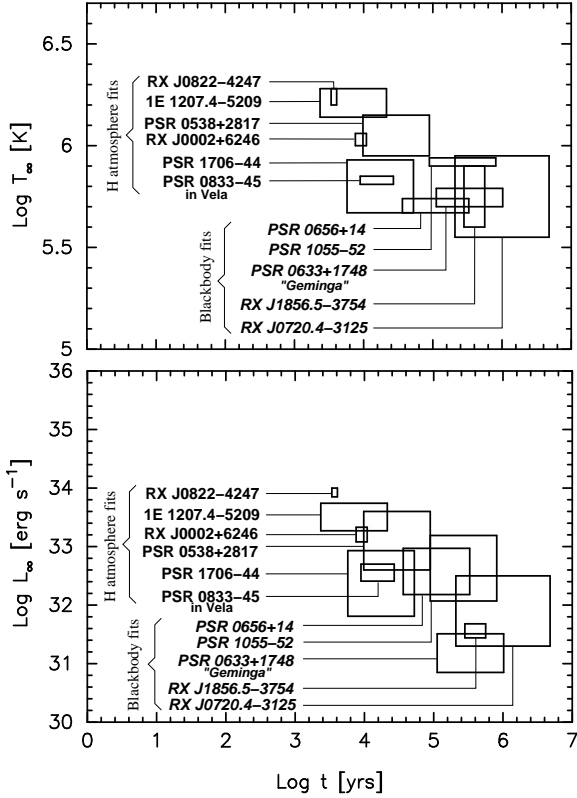 6.5
6
5.5
5
Log T∞ [K]
H atmosphere fits
RX J0822−4247
1E 1207.4−5209
PSR 0538+2817
RX J0002+6246
PSR 1706−44
PSR 0833−45
in Vela
Blackbody fits
PSR 0656+14
PSR 1055−52
PSR 0633+1748
"Geminga"
RX J1856.5−3754
RX J0720.4−3125
36
35
34
33
32
31
30
Log L∞ [erg s⁻¹]
H atmosphere fits
RX J0822−4247
1E 1207.4−5209
RX J0002+6246
PSR 0538+2817
PSR 1706−44
PSR 0833−45
in Vela
Blackbody fits
PSR 0656+14
PSR 1055−52
PSR 0633+1748
"Geminga"
RX J1856.5−3754
RX J0720.4−3125
0 1 2 3 4 5 6 7
Log t [yrs]